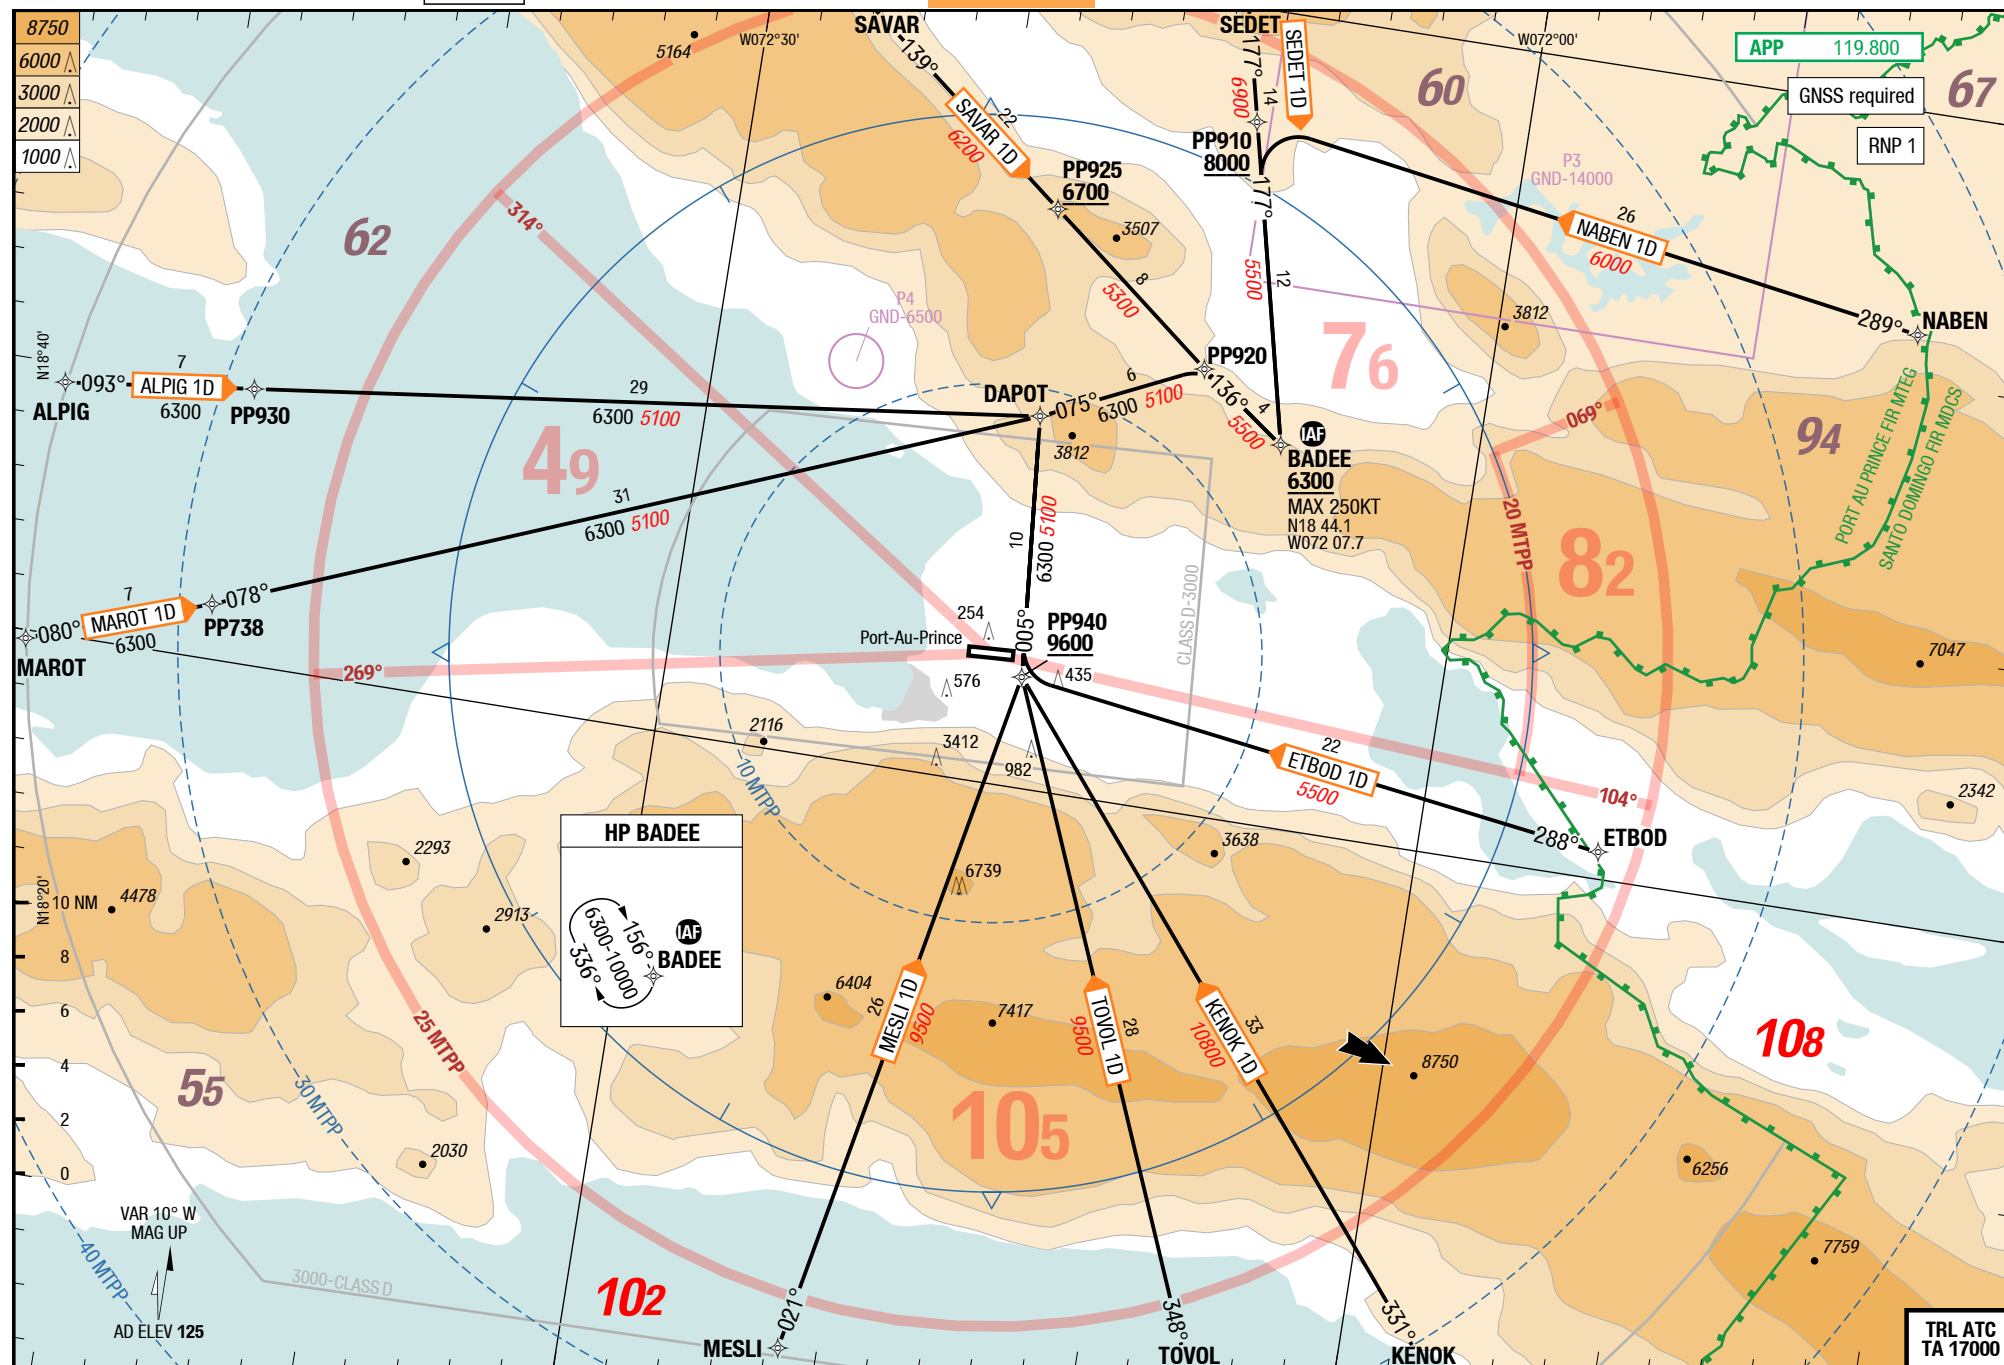 8750
6000
3000
2000
1000
5164
W072°30'
SAVAR
139°
22
SAVAR 1D
6200
SEDET
177°
14
6900
SEDET 1D
60
W072°00'
APP 119.800
GNSS required
RNP 1
67
PP910
8000
PP925
6700
3507
177°
12
5500
P3
GND-14000
26
NABEN 1D
6000
289°
NABEN
62
314°
P4
GND-6500
8
5300
3812
76
N18°40'
ALPIG
093°
7
ALPIG 1D
6300
PP930
29
6300 5100
DAPOT
075°
6
6300 5100
PP920
136°
4
5500
3812
IAF
BADEE
6300
MAX 250KT
N18 44.1
W072 07.7
069°
94
PORT AU PRINCE FIR MTEG
SANTO DOMINGO FIR MDCS
49
31
6300 5100
10
6300 5100
20 MTPP
82
MAROT
080°
7
MAROT 1D
6300
078°
PP738
254
Port-Au-Prince
005°
PP940
9600
CLASS D-3000
7047
269°
576
435
2116
3412
982
10 MTPP
22
ETBOD 1D
5500
104°
288°
ETBOD
2342
HP BADEE
6300-10000
156°
336°
IAF
BADEE
2293
3638
6739
N18°20'
10 NM
8
6
4
2
0
4478
2913
6404
7417
26
MESLI 1D
9500
28
TOVOL 1D
9500
33
KENOK 1D
10800
8750
108
25 MTPP
30 MTPP
55
105
2030
6256
VAR 10° W
MAG UP
40 MTPP
AD ELEV 125
3000-CLASS D
102
7759
021°
MESLI
348°
TOVOL
331°
KENOK
TRL ATC
TA 17000